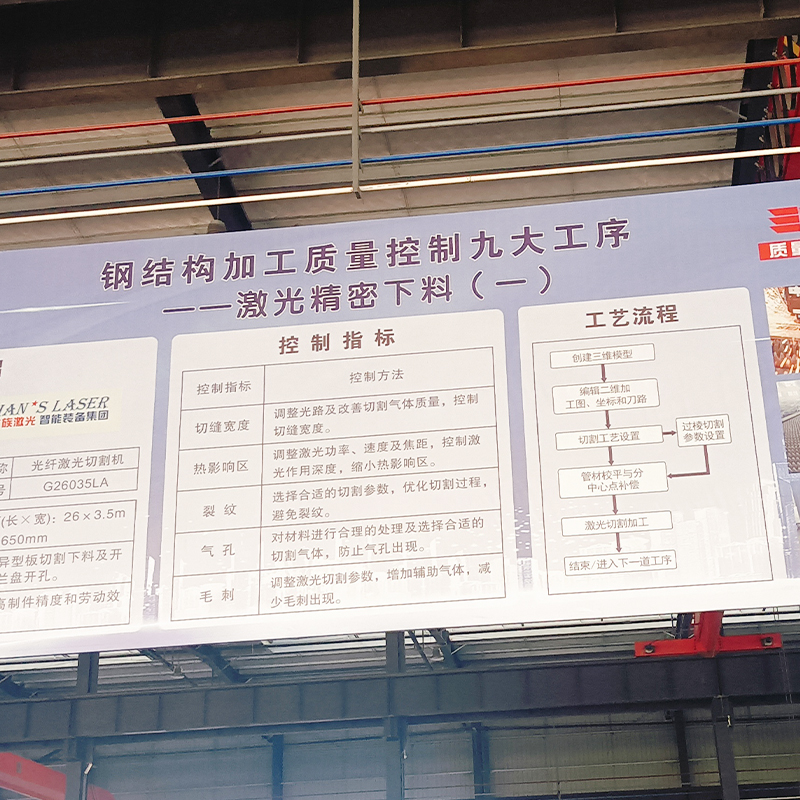 钢结构加工质量控制九大工序
——激光精密下料（一）
HAN★S LASER
族激光 智能装备集团
称 光纤激光切割机
号 G26035LA
(长×宽): 26×3.5m
650mm
异型板切割下料及开
兰盘开孔。
高制件精度和劳动效
控制指标
控制指标 控制方法
切缝宽度 调整光路及改善切割气体质量，控制
切缝宽度。
热影响区 调整激光功率、速度及焦距，控制激
光作用深度，缩小热影响区。
裂纹 选择合适的切割参数，优化切割过程，
避免裂纹。
气孔 对材料进行合理的处理及选择合适的
切割气体，防止气孔出现。
毛刺 调整激光切割参数，增加辅助气体，减
少毛刺出现。
工艺流程
创建三维模型
编辑二维加
工图、坐标和刀路
切割工艺设置
过棱切割
参数设置
管材校平与分
中心点补偿
激光切割加工
结束/进入下一道工序
质量